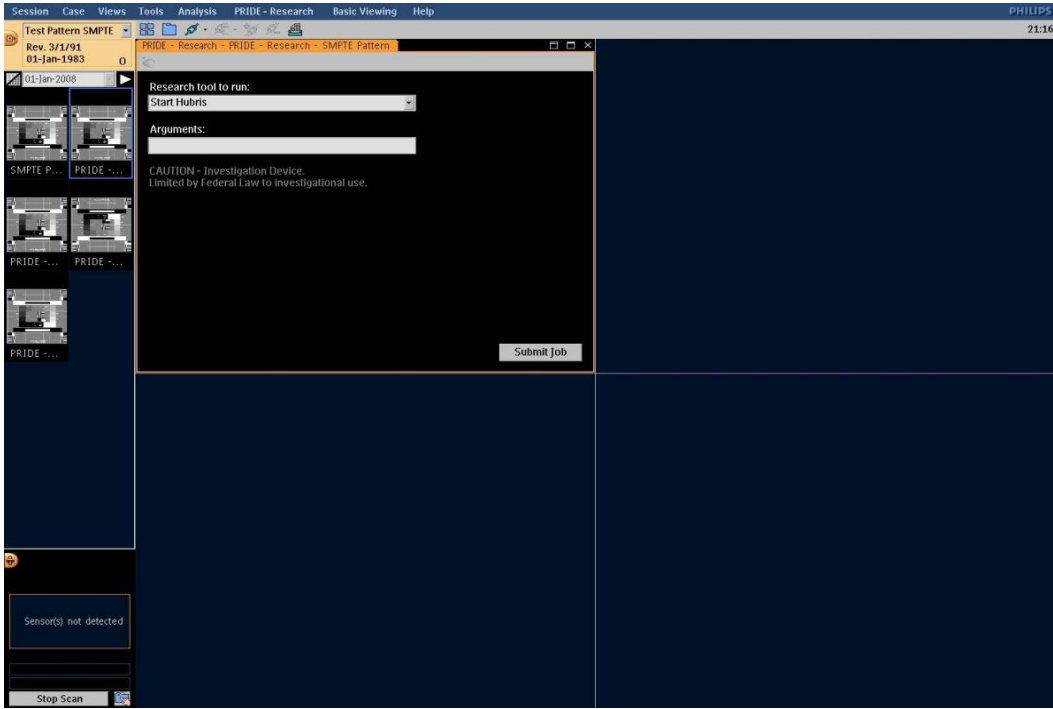 Session Case Views Tools Analysis PRIDE - Research Basic Viewing Help PHILIPS
Test Pattern SMPTE
21:16
Rev. 3/1/91
01-Jan-1983 0
PRIDE - Research - PRIDE - Research - SMPTE Pattern
01-Jan-2008
Research tool to run:
Start Hubris
Arguments:
CAUTION - Investigation Device.
Limited by Federal Law to investigational use.
SMPTE P... PRIDE -...
PRIDE -... PRIDE -...
PRIDE -...
Submit Job
Sensor(s) not detected
Stop Scan